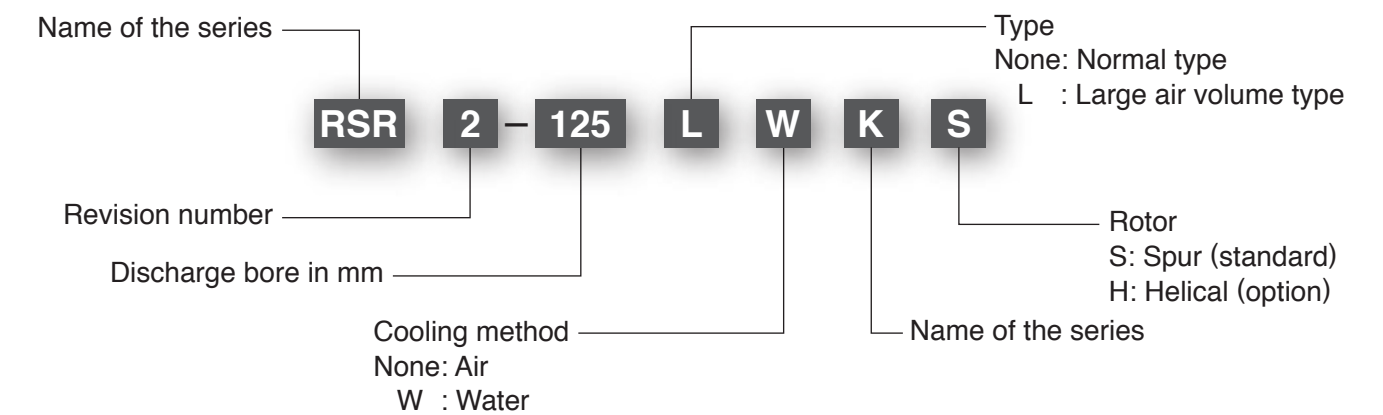 Name of the series
Type
None: Normal type
L : Large air volume type
RSR 2 – 125 L W K S
Revision number
Discharge bore in mm
Rotor
S: Spur (standard)
H: Helical (option)
Cooling method
None: Air
W : Water
Name of the series